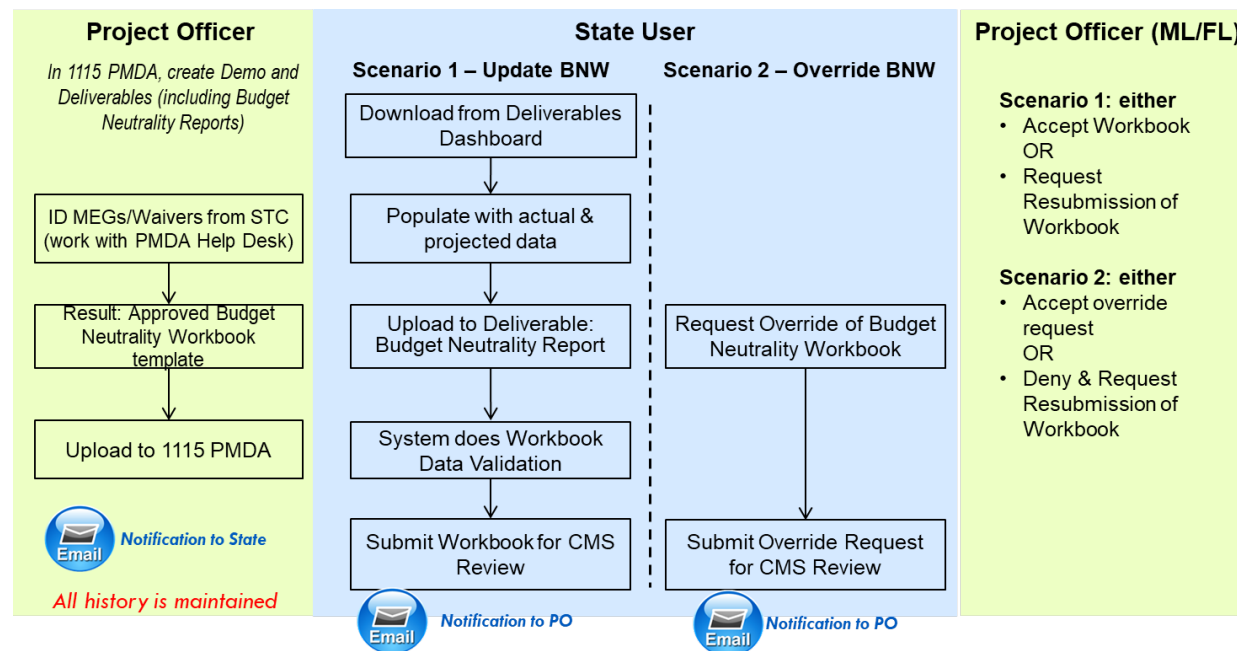 Project Officer
In 1115 PMDA, create Demo and
Deliverables (including Budget
Neutrality Reports)
ID MEGs/Waivers from STC
(work with PMDA Help Desk)
Result: Approved Budget
Neutrality Workbook
template
Upload to 1115 PMDA
Email
Notification to State
All history is maintained
State User
Scenario 1 – Update BNW
Download from Deliverables
Dashboard
Populate with actual &
projected data
Upload to Deliverable:
Budget Neutrality Report
System does Workbook
Data Validation
Submit Workbook for CMS
Review
Email
Notification to PO
Scenario 2 – Override BNW
Request Override of Budget
Neutrality Workbook
Submit Override Request
for CMS Review
Email
Notification to PO
Project Officer (ML/FL)
Scenario 1: either
• Accept Workbook
OR
• Request
Resubmission of
Workbook
Scenario 2: either
• Accept override
request
OR
• Deny & Request
Resubmission of
Workbook